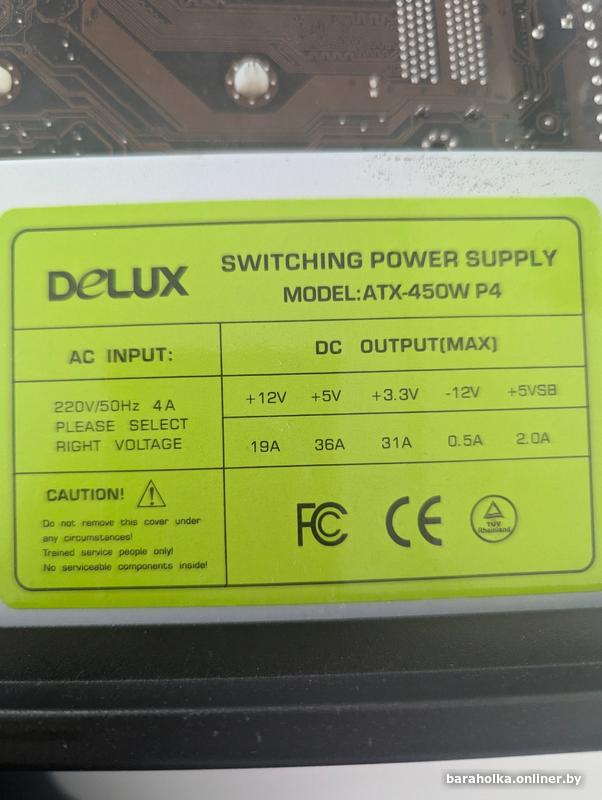 DeLUX
SWITCHING POWER SUPPLY
MODEL:ATX-450W P4
AC INPUT:
DC OUTPUT(MAX)
220V/50Hz 4A
PLEASE SELECT
RIGHT VOLTAGE
+12V +5V +3.3V -12V +5VSB
19A 36A 31A 0.5A 2.0A
CAUTION!
Do not remove this cover under
any circumstances!
Trained service people only!
No serviceable components inside!
FC CE TÜV
Rheinland
baraholka.onliner.by